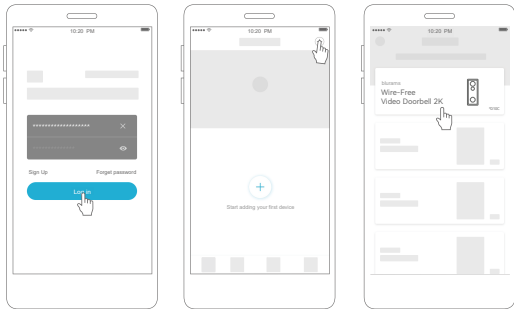 10:20 PM
*******************
Sign Up
Forget password
Log in
10:20 PM
Start adding your first device
10:20 PM
blurams
Wire-Free
Video Doorbell 2K